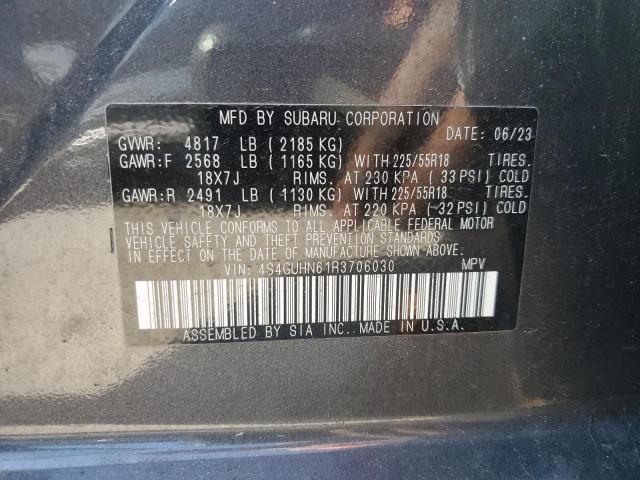 MFD BY SUBARU CORPORATION
DATE: 06/23
GVWR: 4817 LB (2185 KG)
GAWR:F 2568 LB (1165 KG) WITH 225/55R18 TIRES.
18X7J RIMS. AT 230 KPA (33 PSI) COLD
GAWR:R 2491 LB (1130 KG) WITH 225/55R18 TIRES.
18X7J RIMS. AT 220 KPA (32 PSI) COLD
THIS VEHICLE CONFORMS TO ALL APPLICABLE FEDERAL MOTOR
VEHICLE SAFETY AND THEFT PREVENTION STANDARDS
IN EFFECT ON THE DATE OF MANUFACTURE SHOWN ABOVE.
VIN: 4S4GUHN61R3706030 MPV
ASSEMBLED BY SIA INC. MADE IN U.S.A.